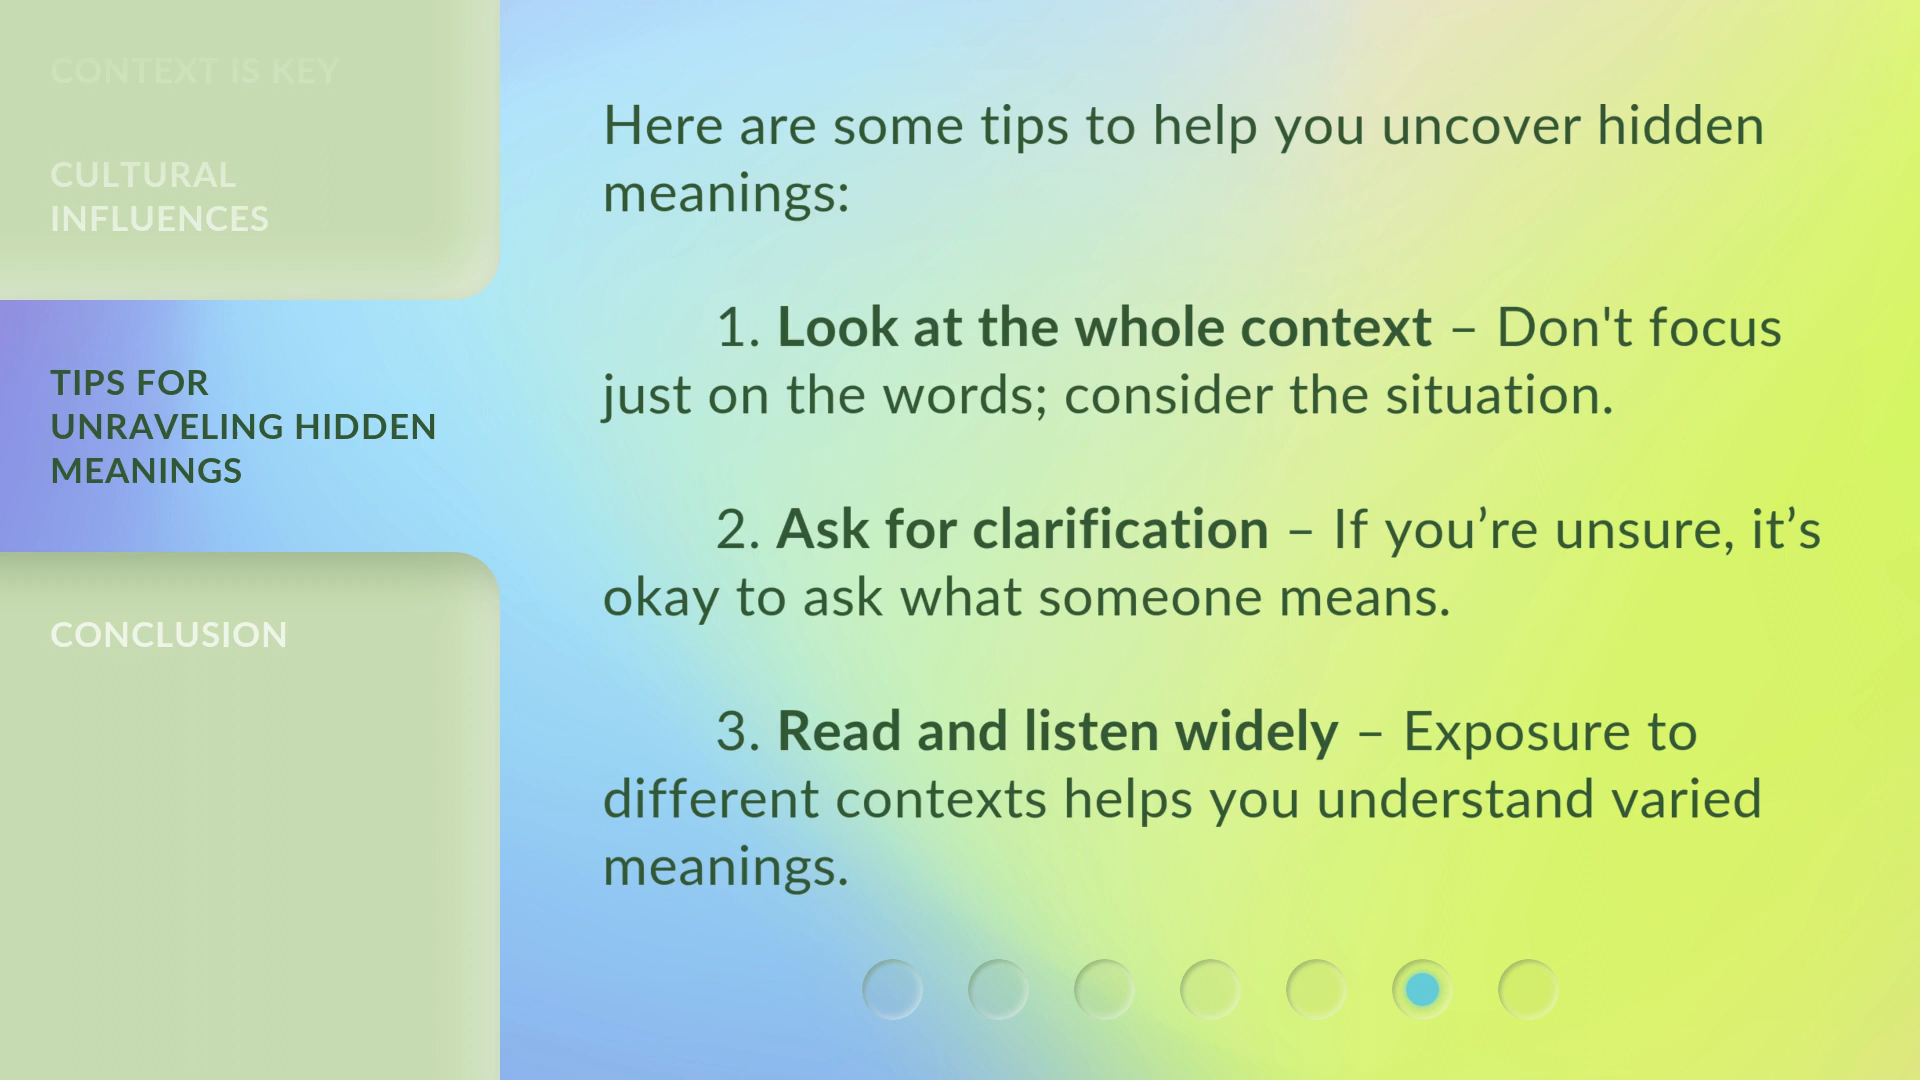 CONTEXT IS KEY
CULTURAL
INFLUENCES
TIPS FOR
UNRAVELING HIDDEN
MEANINGS
CONCLUSION
Here are some tips to help you uncover hidden
meanings:
1. Look at the whole context – Don't focus
just on the words; consider the situation.
2. Ask for clarification – If you’re unsure, it’s
okay to ask what someone means.
3. Read and listen widely – Exposure to
different contexts helps you understand varied
meanings.